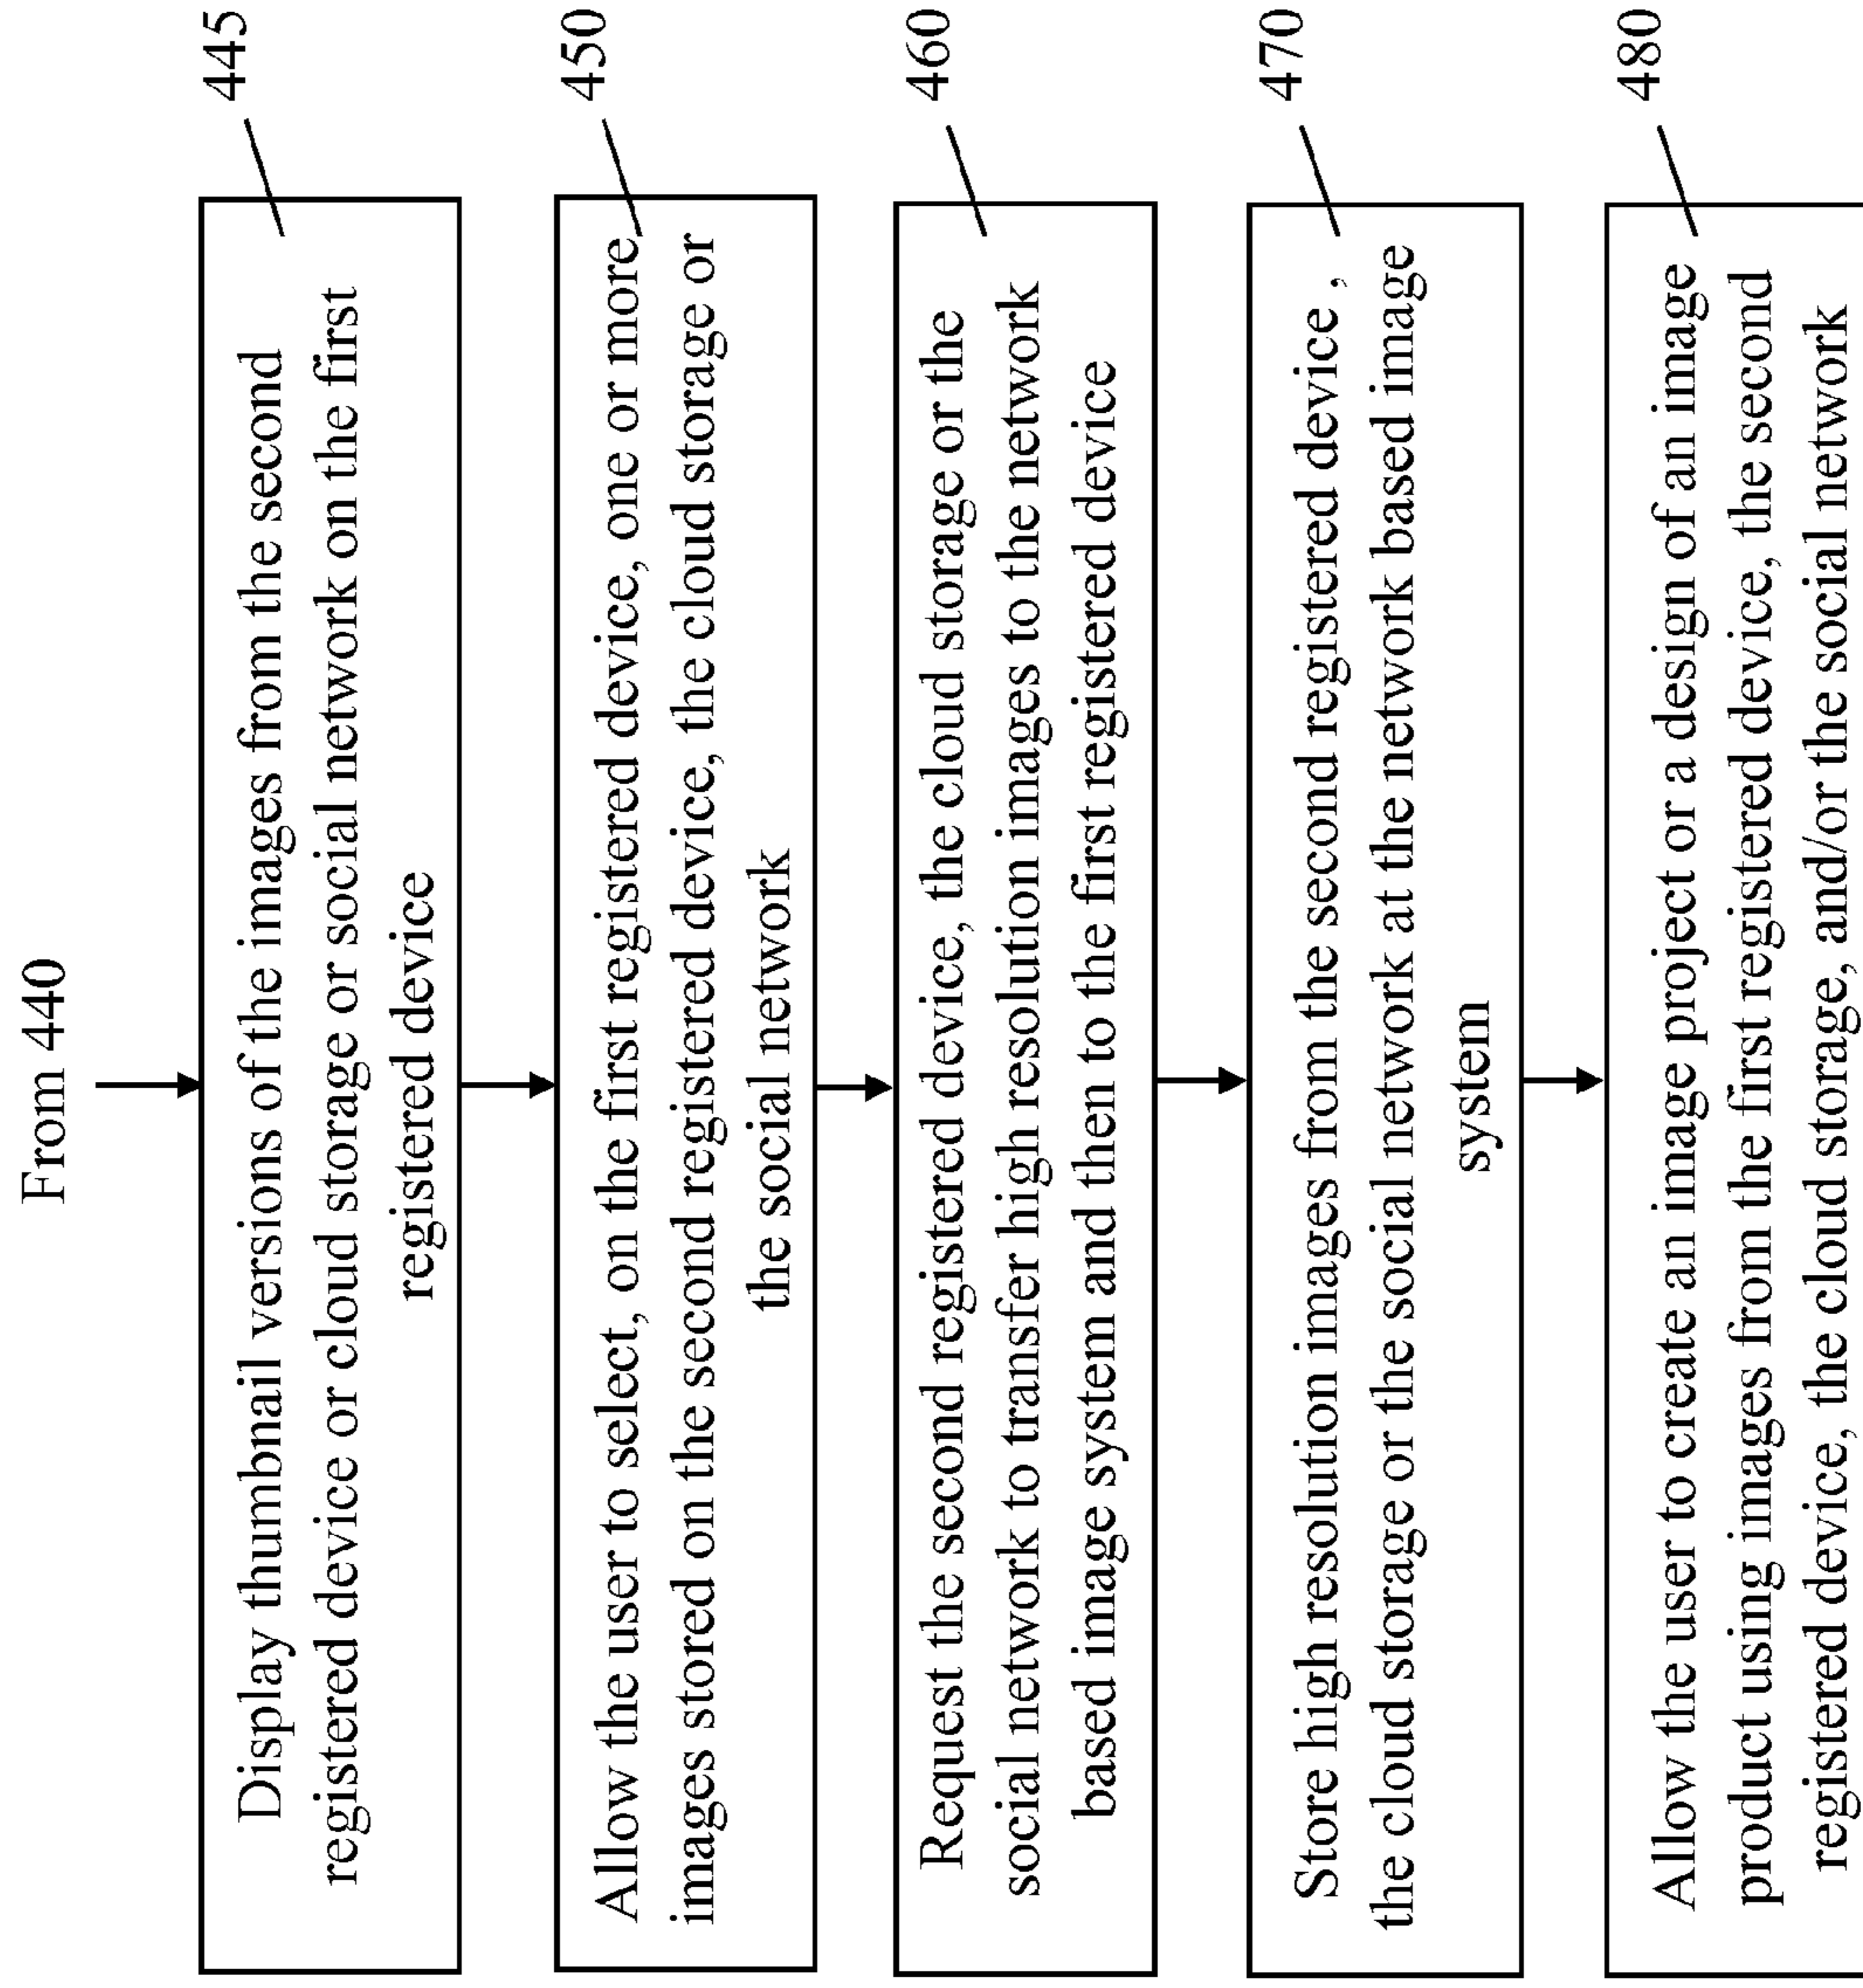 From 440
445
Display thumbnail versions of the images from the second
registered device or cloud storage or social network on the first
registered device
450
Allow the user to select, on the first registered device, one or more
images stored on the second registered device, the cloud storage or
the social network
460
Request the second registered device, the cloud storage or the
social network to transfer high resolution images to the network
based image system and then to the first registered device
470
Store high resolution images from the second registered device ,
the cloud storage or the social network at the network based image
system
480
Allow the user to create an image project or a design of an image
product using images from the first registered device, the second
registered device, the cloud storage, and/or the social network